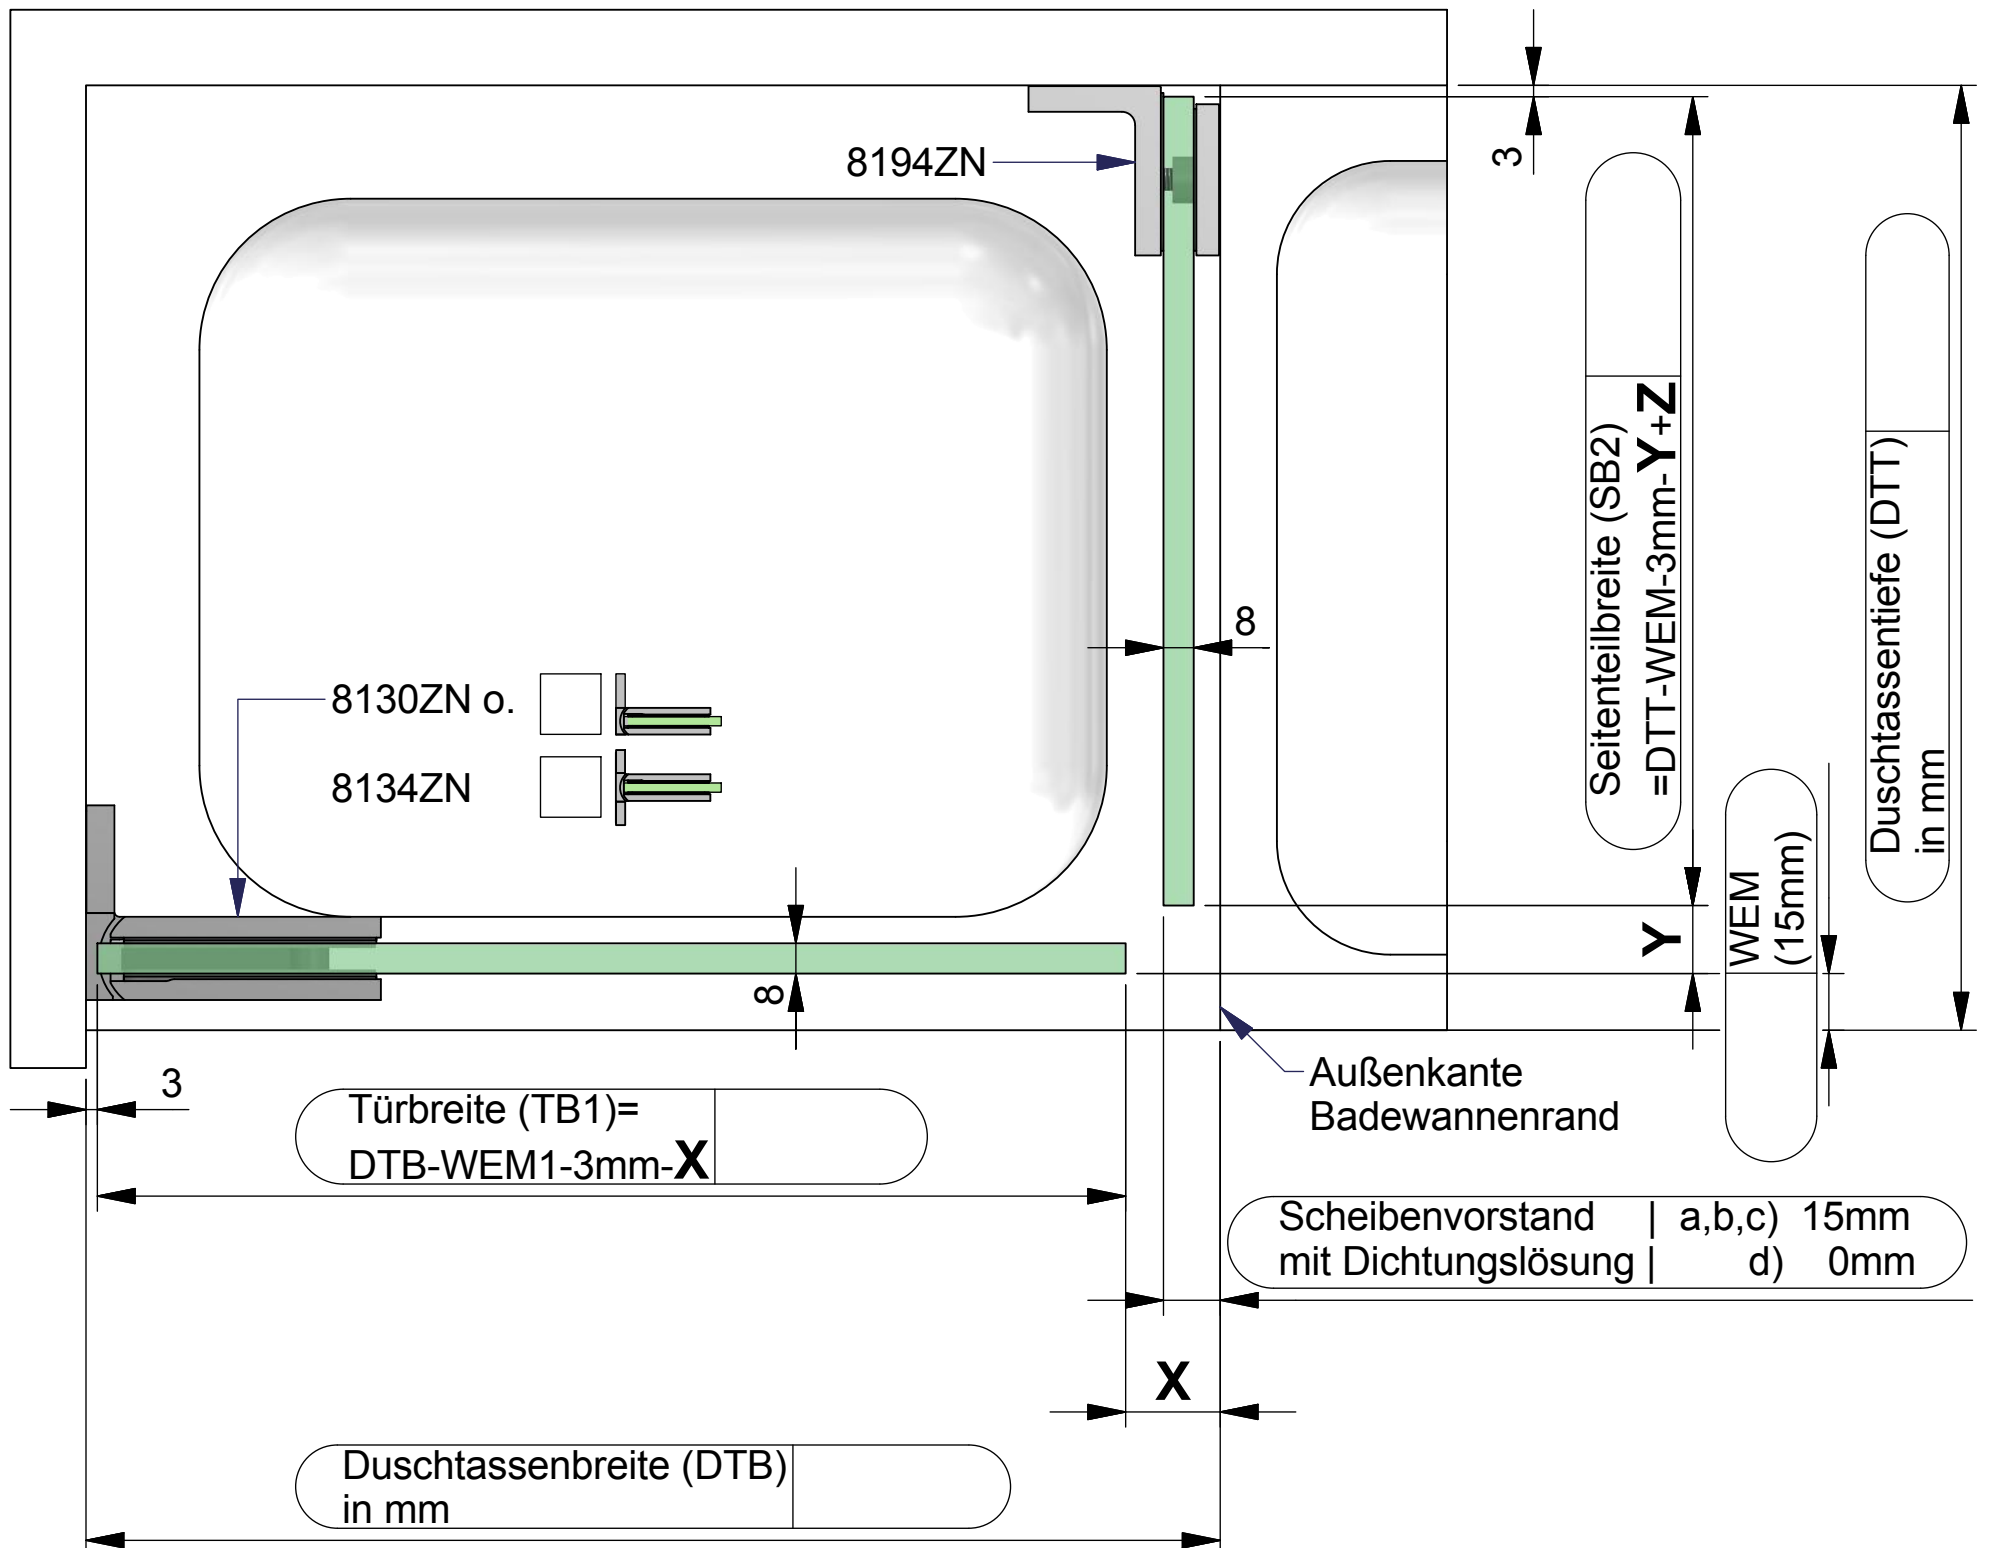 8194ZN
3
8
8130ZN o.
8134ZN
8
3
Seitenteilbreite (SB2)
=DTT-WEM-3mm-Y+Z
Duschtassentiefe (DTT)
in mm
Y
WEM
(15mm)
Außenkante
Badewannenrand
Türbreite (TB1)=
DTB-WEM1-3mm-X
Scheibenvorstand | a,b,c) 15mm
mit Dichtungslösung | d) 0mm
X
Duschtassenbreite (DTB)
in mm